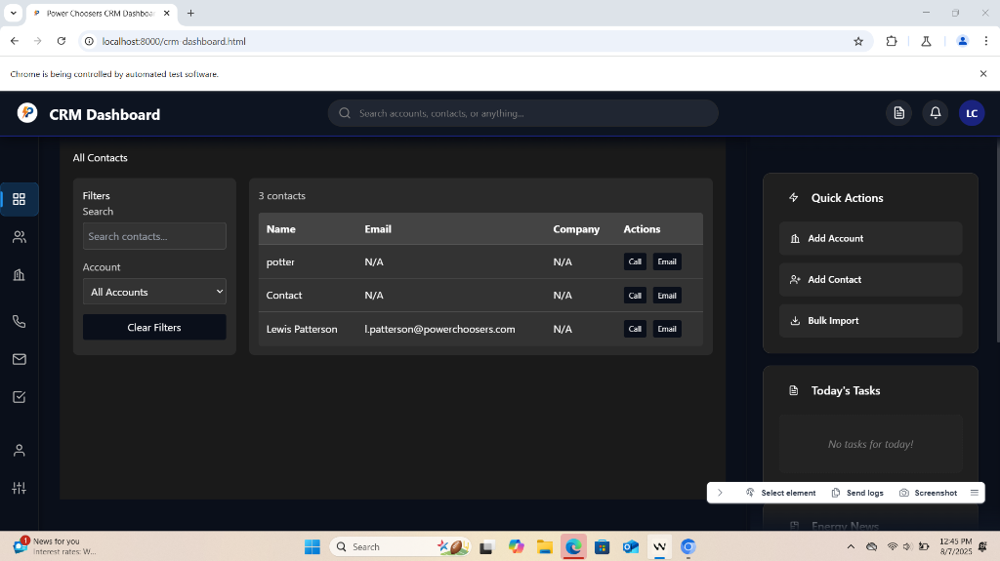 Power Choosers CRM Dashboar
localhost:8000/crm-dashboard.html
Chrome is being controlled by automated test software.
CRM Dashboard
Search accounts, contacts, or anything...
LC
All Contacts
Filters
Search
Search contacts...
Account
All Accounts
Clear Filters
3 contacts
Name Email Company Actions
potter N/A N/A Call Email
Contact N/A N/A Call Email
Lewis Patterson l.patterson@powerchoosers.com N/A Call Email
Quick Actions
Add Account
Add Contact
Bulk Import
Today's Tasks
No tasks for today!
Energy News
Select element Send logs Screenshot
1
News for you
Interest rates: W...
Search
12:45 PM
8/7/2025